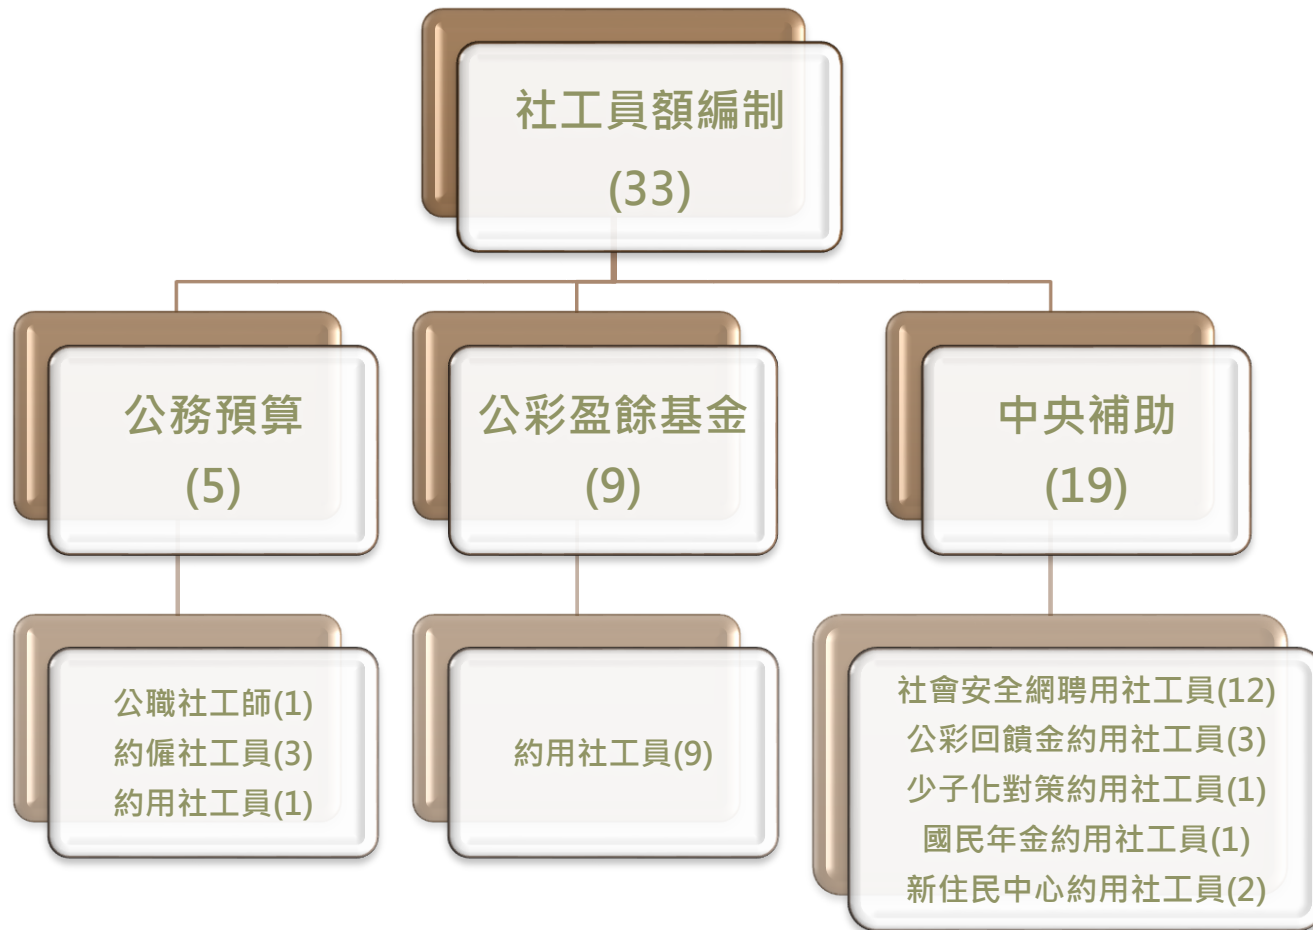 社工員額編制
(33)
公務預算
(5)
公彩盈餘基金
(9)
中央補助
(19)
公職社工師(1)
約僱社工員(3)
約用社工員(1)
約用社工員(9)
社會安全網聘用社工員(12)
公彩回饋金約用社工員(3)
少子化對策約用社工員(1)
國民年金約用社工員(1)
新住民中心約用社工員(2)